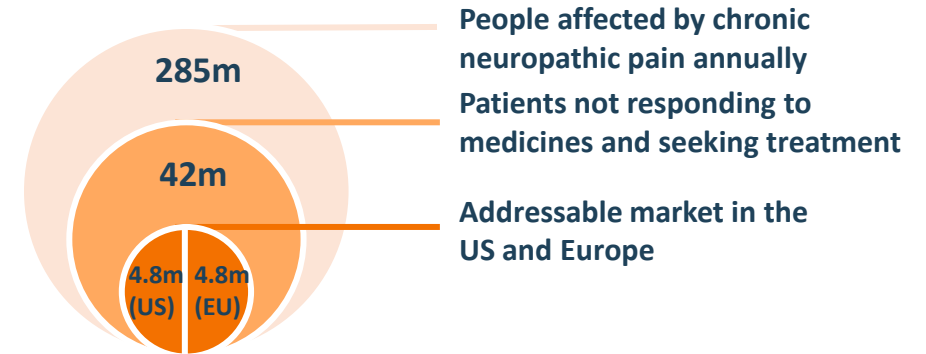 People affected by chronic
neuropathic pain annually
285m
Patients not responding to
medicines and seeking treatment
42m
Addressable market in the
US and Europe
4.8m
(US)
4.8m
(EU)